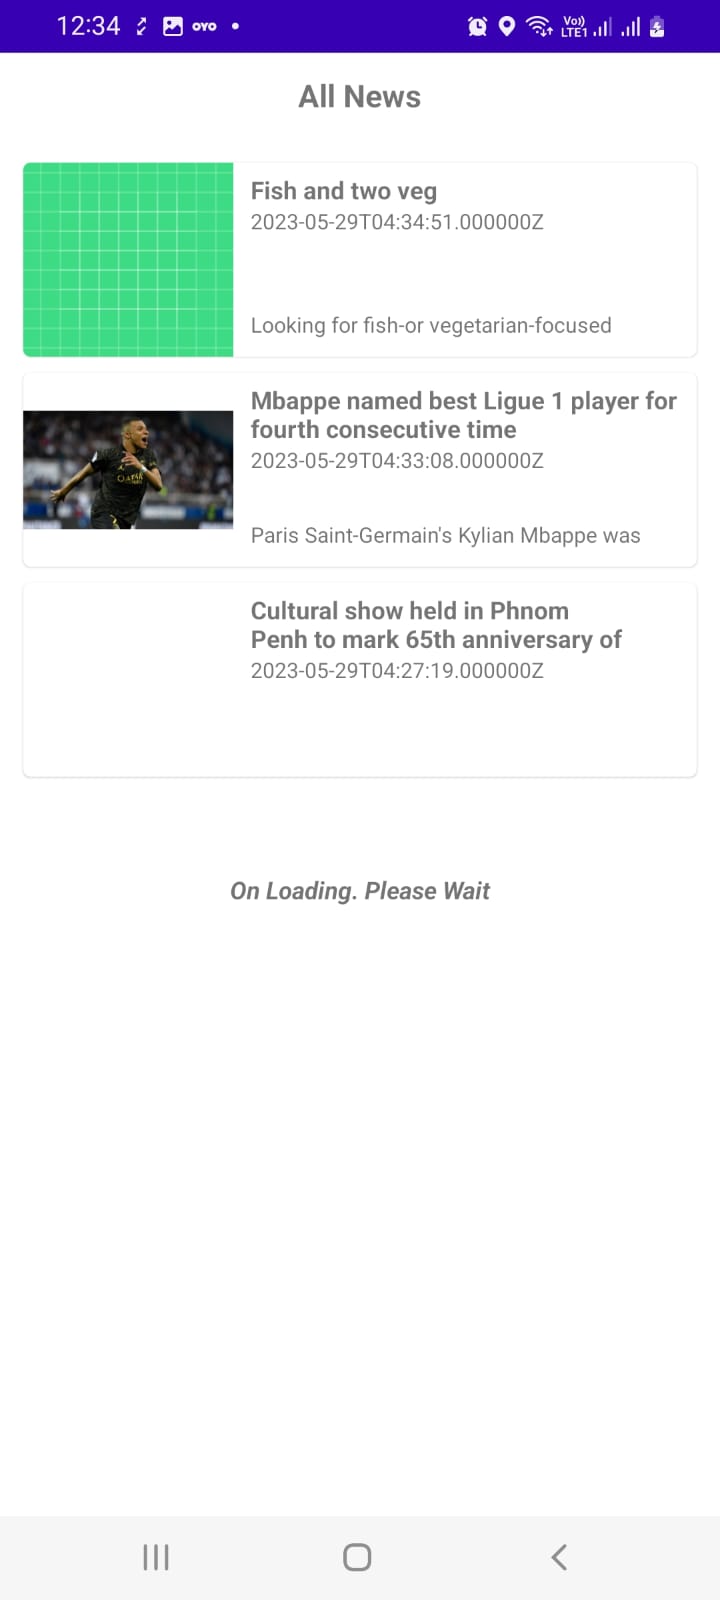 12:34 OYO Vo)) LTE1
All News
Fish and two veg
2023-05-29T04:34:51.000000Z
Looking for fish-or vegetarian-focused
Mbappe named best Ligue 1 player for
fourth consecutive time
2023-05-29T04:33:08.000000Z
Paris Saint-Germain's Kylian Mbappe was
Cultural show held in Phnom
Penh to mark 65th anniversary of
2023-05-29T04:27:19.000000Z
On Loading. Please Wait